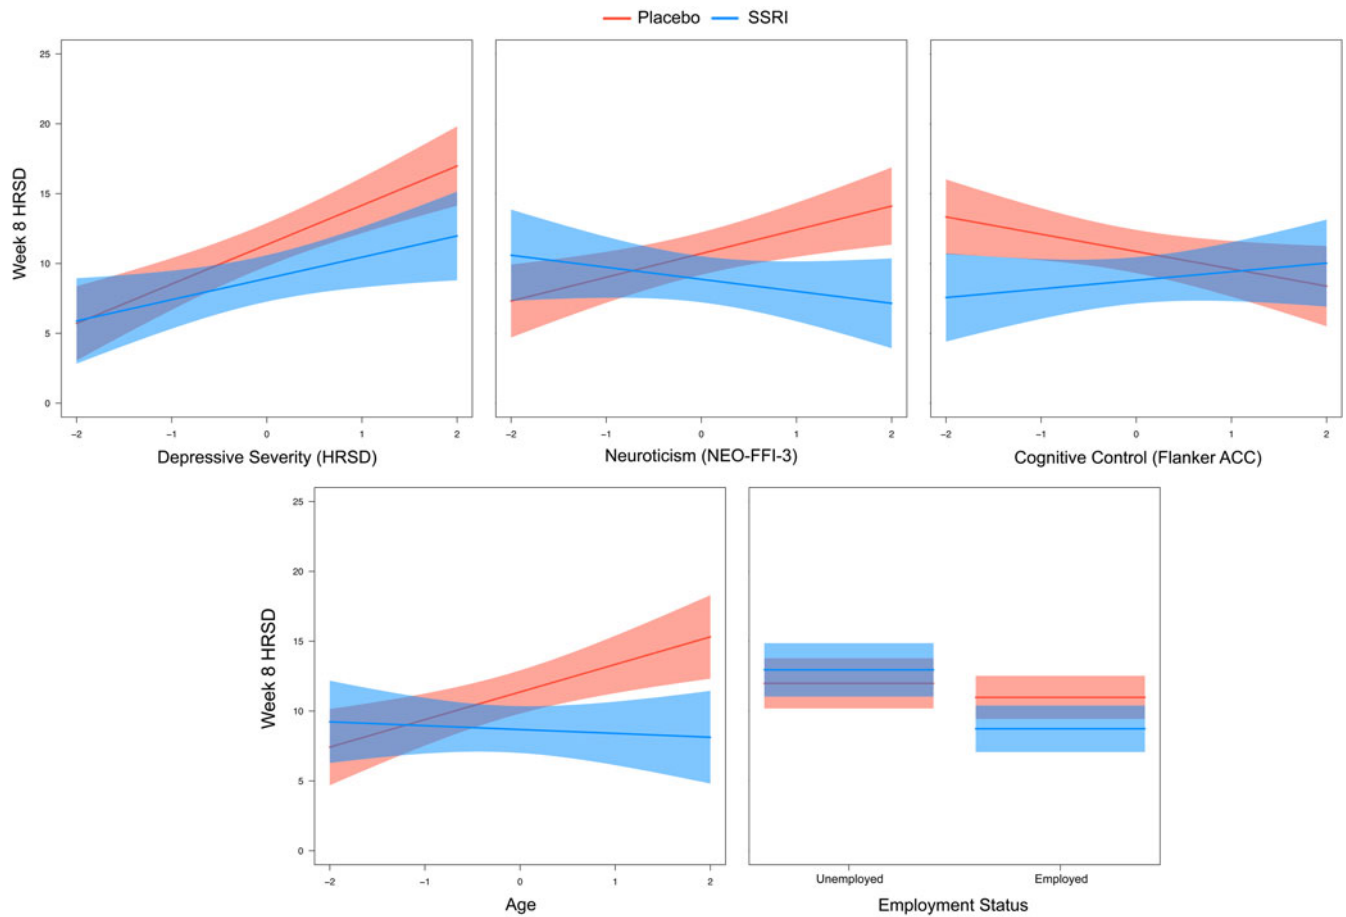 Placebo SSRI
25
20
15
10
5
0
Week 8 HRSD
-2 -1 0 1 2
Depressive Severity (HRSD)
-2 -1 0 1 2
Neuroticism (NEO-FFI-3)
-2 -1 0 1 2
Cognitive Control (Flanker ACC)
25
20
15
10
5
0
Week 8 HRSD
-2 -1 0 1 2
Age
Unemployed Employed
Employment Status